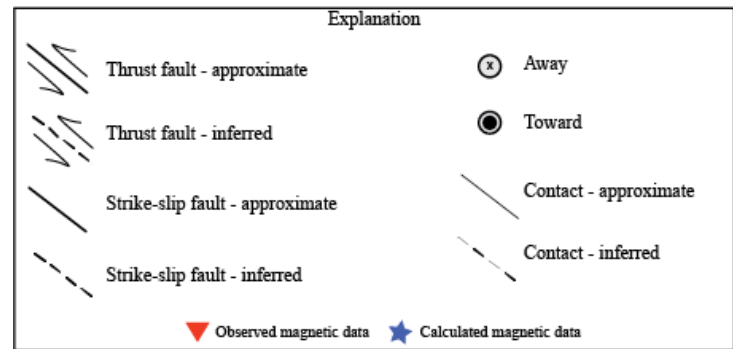 Explanation
Thrust fault - approximate
Thrust fault - inferred
Strike-slip fault - approximate
Strike-slip fault - inferred
x Away
Toward
Contact - approximate
Contact - inferred
Observed magnetic data
Calculated magnetic data